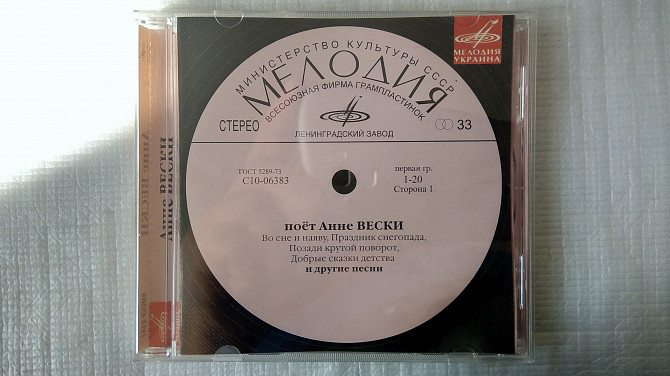 МИНИСТЕРСТВО КУЛЬТУРЫ СССР
МЕЛОДИЯ
ВСЕСОЮЗНАЯ ФИРМА ГРАМПЛАСТИНОК
СТЕРЕО
33
ЛЕНИНГРАДСКИЙ ЗАВОД
МЕЛОДИЯ
УКРАИНА
ГОСТ 5289-73
С10-06383
первая гр.
1-20
Сторона 1
поёт Анне ВЕСКИ
Во сне и наяву, Праздник снегопада,
Позади крутой поворот,
Добрые сказки детства
и другие песни
Анне ВЕСКИ